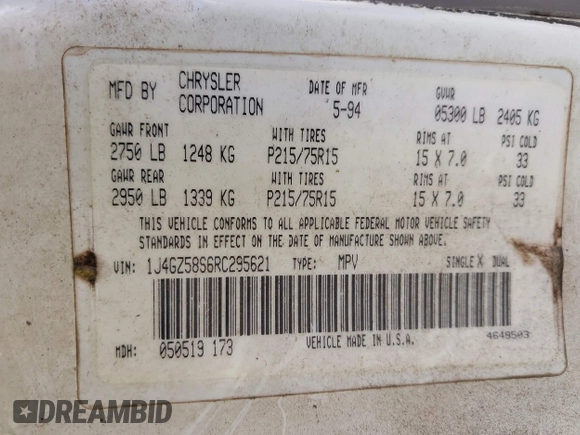 MFD BY CHRYSLER CORPORATION DATE OF MFR 5-94 GVWR 05300 LB 2405 KG
GAWR FRONT WITH TIRES RIMS AT PSI COLD
2750 LB 1248 KG P215/75R15 15 X 7.0 33
GAWR REAR WITH TIRES RIMS AT PSI COLD
2950 LB 1339 KG P215/75R15 15 X 7.0 33
THIS VEHICLE CONFORMS TO ALL APPLICABLE FEDERAL MOTOR VEHICLE SAFETY
STANDARDS IN EFFECT ON THE DATE OF MANUFACTURE SHOWN ABOVE.
VIN: 1J4GZ58S6RC295621 TYPE: MPV SINGLE X DUAL
MDH: 050519 173 VEHICLE MADE IN U.S.A. 4648503
DREAMBID